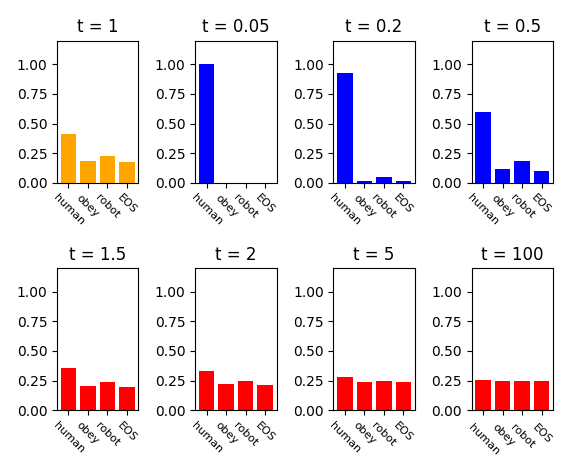 t = 1
t = 0.05
t = 0.2
t = 0.5
1.00
0.75
0.50
0.25
0.00
human
obey
robot
EOS
1.00
0.75
0.50
0.25
0.00
human
obey
robot
EOS
1.00
0.75
0.50
0.25
0.00
human
obey
robot
EOS
1.00
0.75
0.50
0.25
0.00
human
obey
robot
EOS
t = 1.5
t = 2
t = 5
t = 100
1.00
0.75
0.50
0.25
0.00
human
obey
robot
EOS
1.00
0.75
0.50
0.25
0.00
human
obey
robot
EOS
1.00
0.75
0.50
0.25
0.00
human
obey
robot
EOS
1.00
0.75
0.50
0.25
0.00
human
obey
robot
EOS